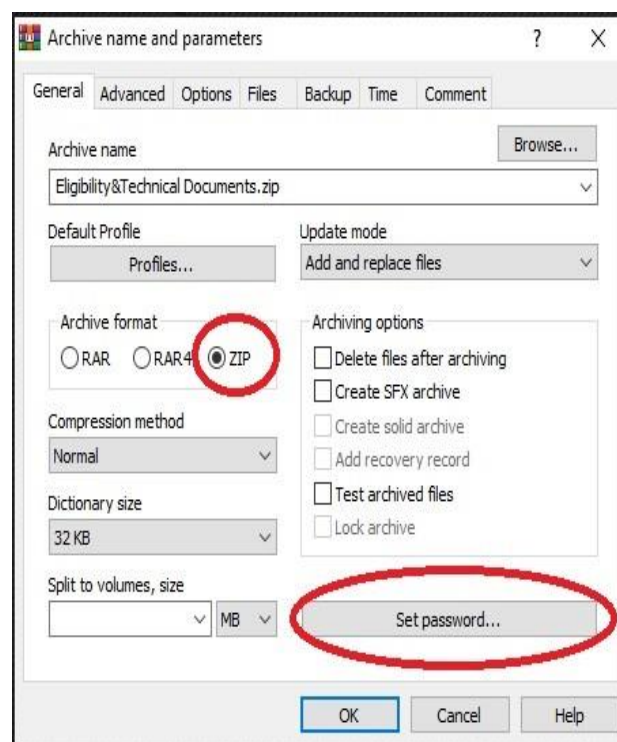 Archive name and parameters ? X
General Advanced Options Files Backup Time Comment
Archive name Browse...
Eligibility&Technical Documents.zip
Default Profile Update mode
Profiles... Add and replace files
Archive format Archiving options
RAR RAR4 ZIP Delete files after archiving
Create SFX archive
Compression method Create solid archive
Normal Add recovery record
Dictionary size Test archived files
32 KB Lock archive
Split to volumes, size
MB Set password...
OK Cancel Help